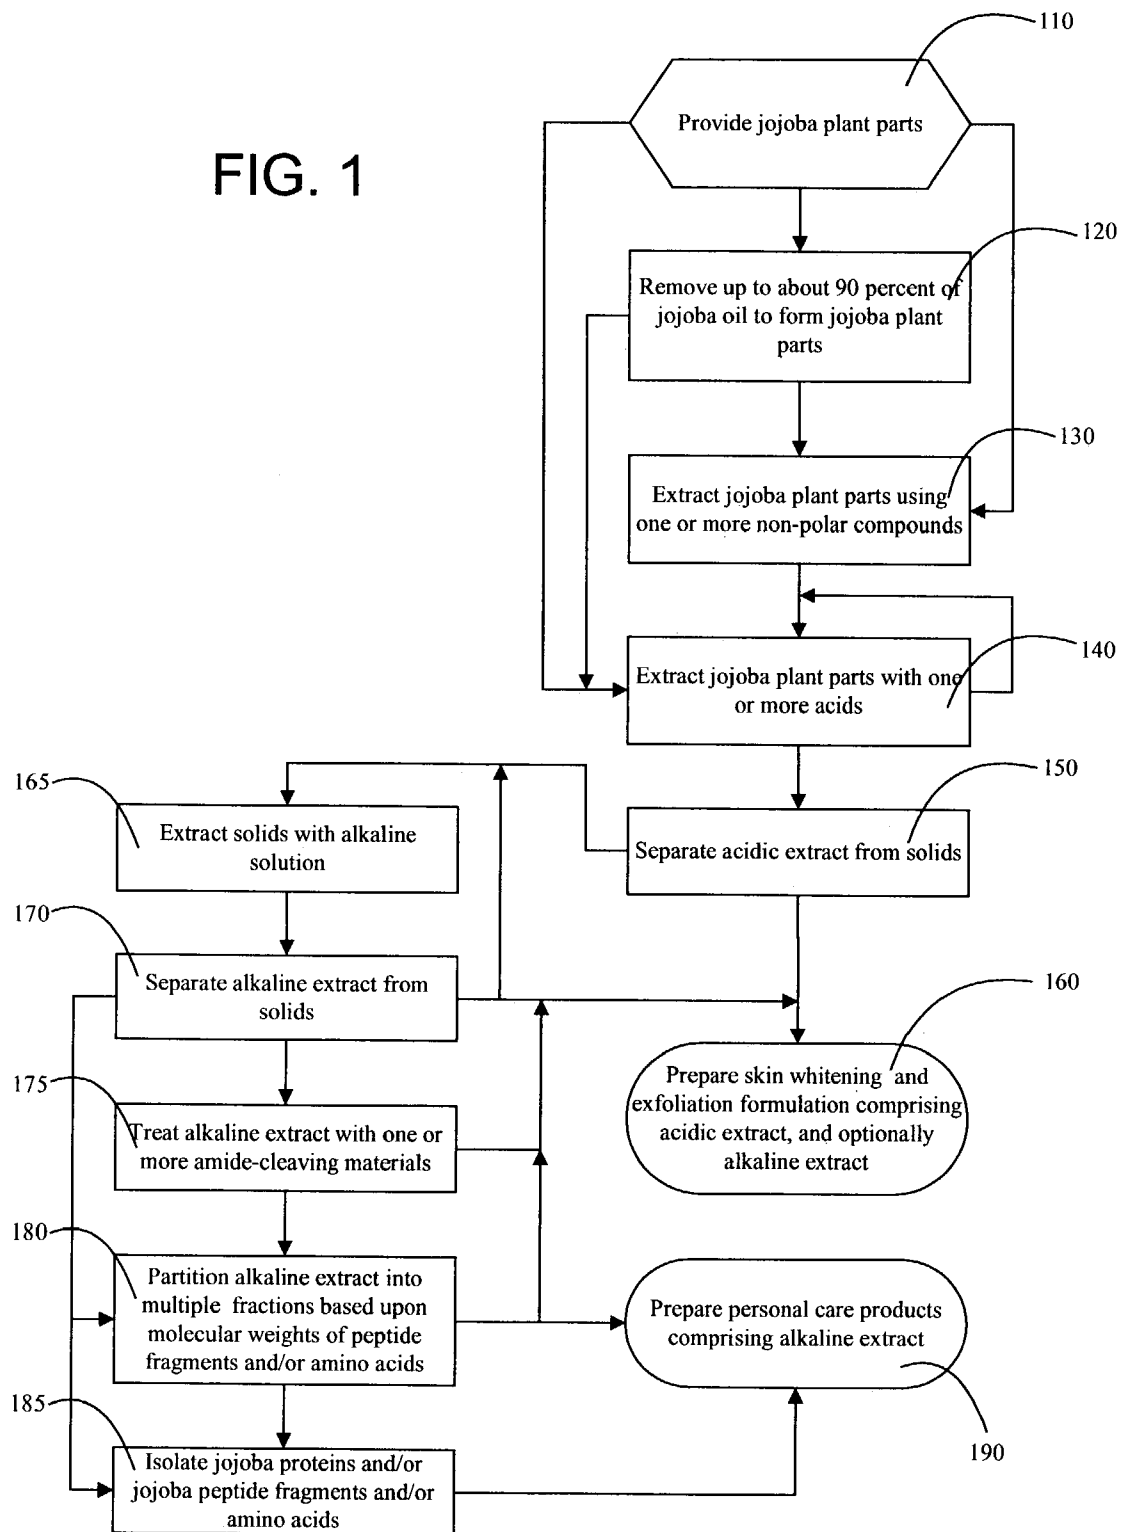 110
Provide jojoba plant parts
FIG. 1
120
Remove up to about 90 percent of
jojoba oil to form jojoba plant
parts
130
Extract jojoba plant parts using
one or more non-polar compounds
140
Extract jojoba plant parts with one
or more acids
150
Separate acidic extract from solids
165
Extract solids with alkaline
solution
170
Separate alkaline extract from
solids
160
Prepare skin whitening and
exfoliation formulation comprising
acidic extract, and optionally
alkaline extract
175
Treat alkaline extract with one or
more amide-cleaving materials
180
Partition alkaline extract into
multiple fractions based upon
molecular weights of peptide
fragments and/or amino acids
Prepare personal care products
comprising alkaline extract
190
185
Isolate jojoba proteins and/or
jojoba peptide fragments and/or
amino acids